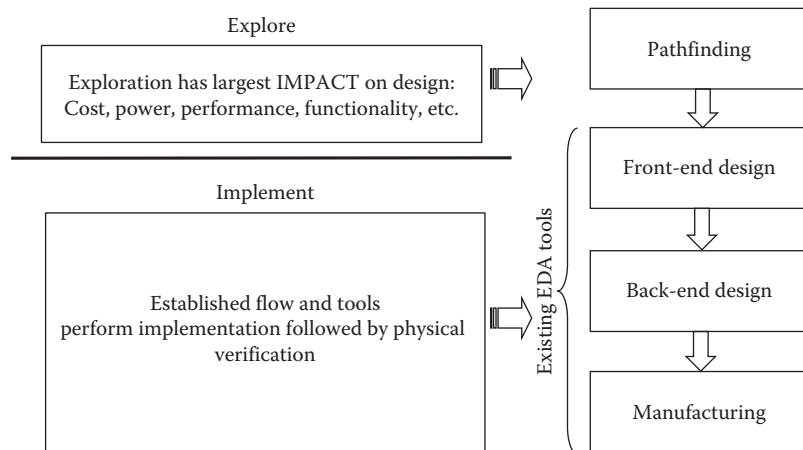 Explore
Exploration has largest IMPACT on design:
Cost, power, performance, functionality, etc.
Implement
Established flow and tools
perform implementation followed by physical
verification
Existing EDA tools
Pathfinding
Front-end design
Back-end design
Manufacturing